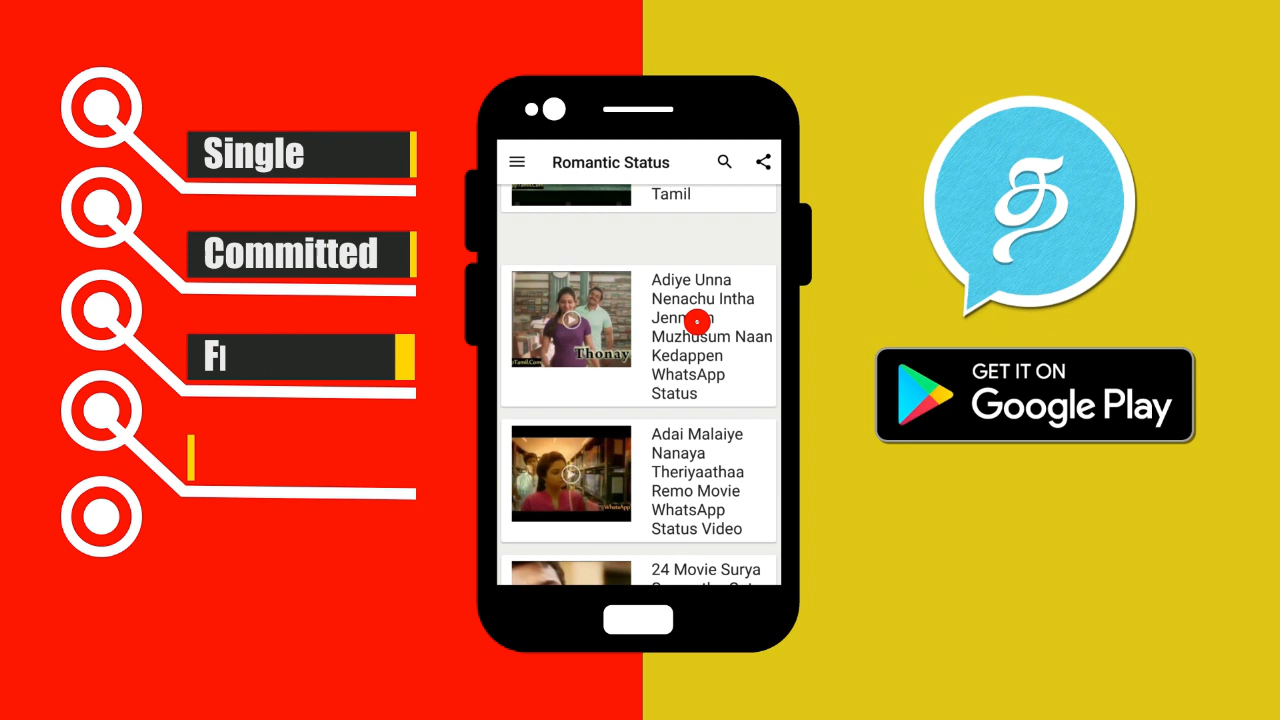 Single
Committed
Romantic Status
Tamil
Adiye Unna
Nenachu Intha
Muzhusum Naan
Kedappen
WhatsApp
Status
Thonay
Adai Malaiye
Nanaya
Theriyaathaa
Remo Movie
WhatsApp
Status Video
WhatsApp
24 Movie Surya
த
GET IT ON
Google Play